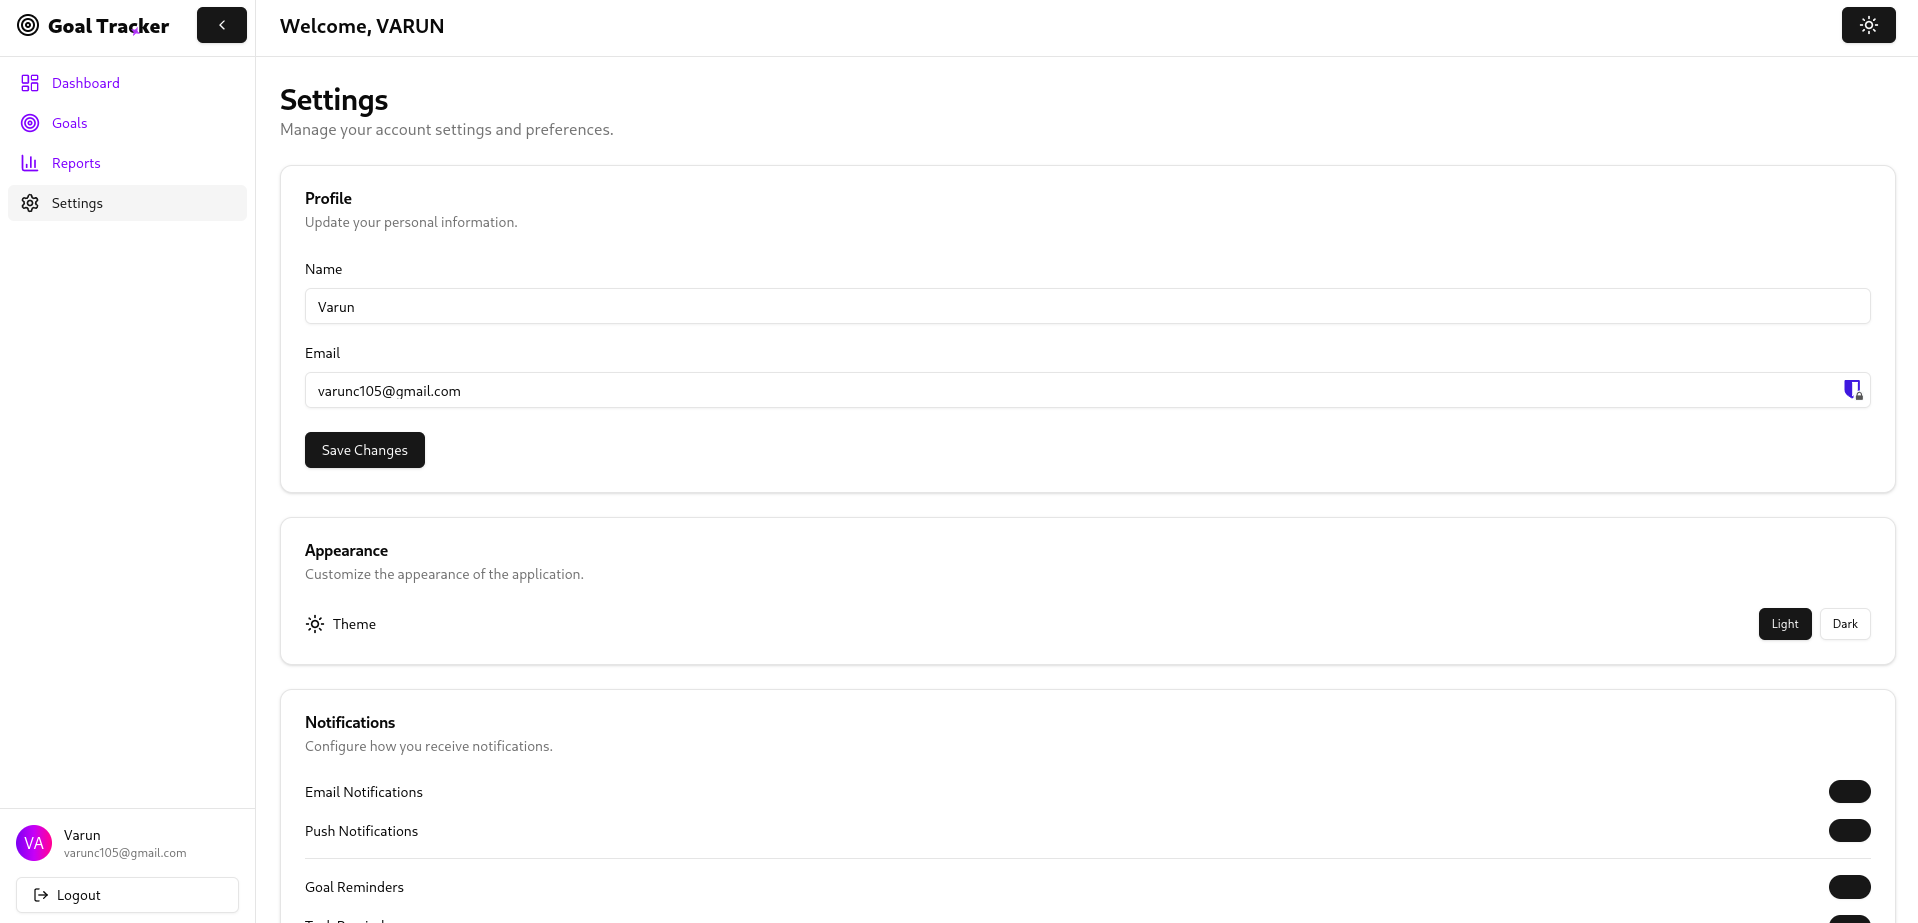 Goal Tracker
Welcome, VARUN
Dashboard
Goals
Reports
Settings
Settings
Manage your account settings and preferences.
Profile
Update your personal information.
Name
Varun
Email
varunc105@gmail.com
Save Changes
Appearance
Customize the appearance of the application.
Theme
Light
Dark
Notifications
Configure how you receive notifications.
Email Notifications
Push Notifications
Goal Reminders
VA
Varun
varunc105@gmail.com
Logout